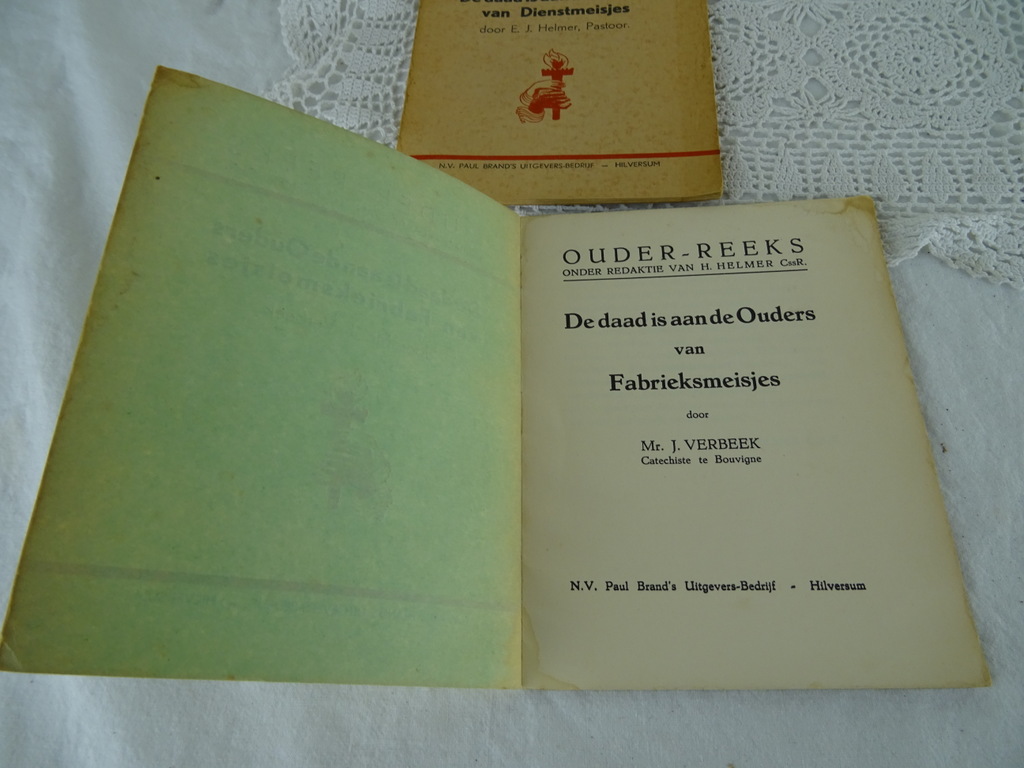 van Dienstmeisjes
door E. J. Helmer, Pastoor.
N.V. PAUL BRAND'S UITGEVERS-BEDRIJF — HILVERSUM
OUDER-REEKS
ONDER REDAKTIE VAN H. HELMER CssR.
De daad is aan de Ouders
van
Fabrieksmeisjes
door
Mr. J. VERBEEK
Catechiste te Bouvigne
N.V. Paul Brand's Uitgevers-Bedrijf - Hilversum